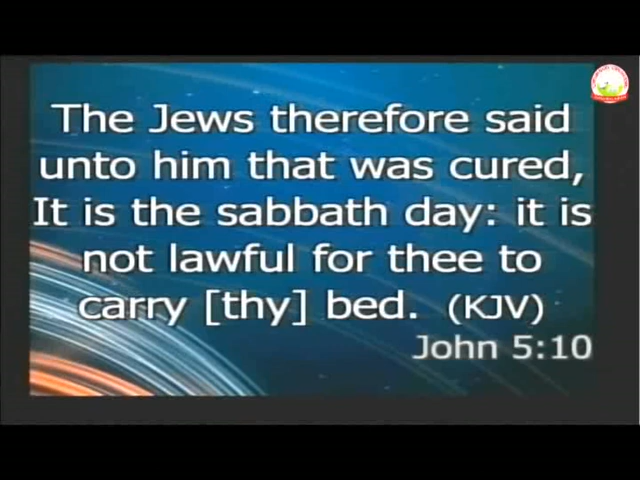 The Jews therefore said
unto him that was cured,
It is the sabbath day: it is
not lawful for thee to
carry [thy] bed. (KJV)
John 5:10